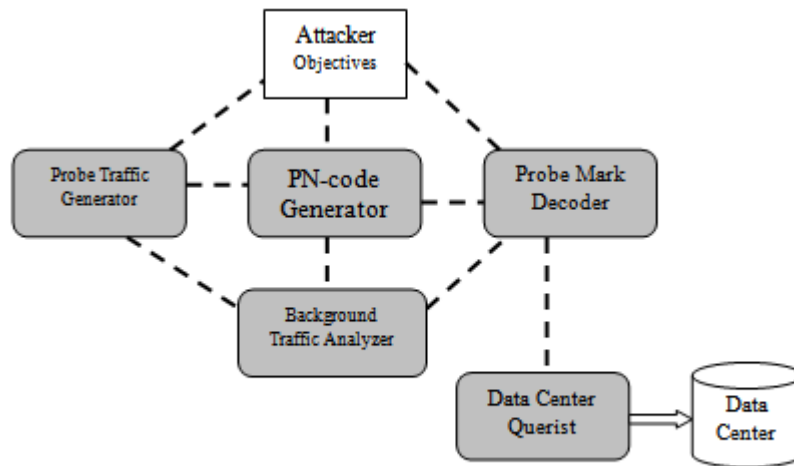 Attacker
Objectives
Probe Traffic
Generator
PN-code
Generator
Probe Mark
Decoder
Background
Traffic Analyzer
Data Center
Querist
Data
Center